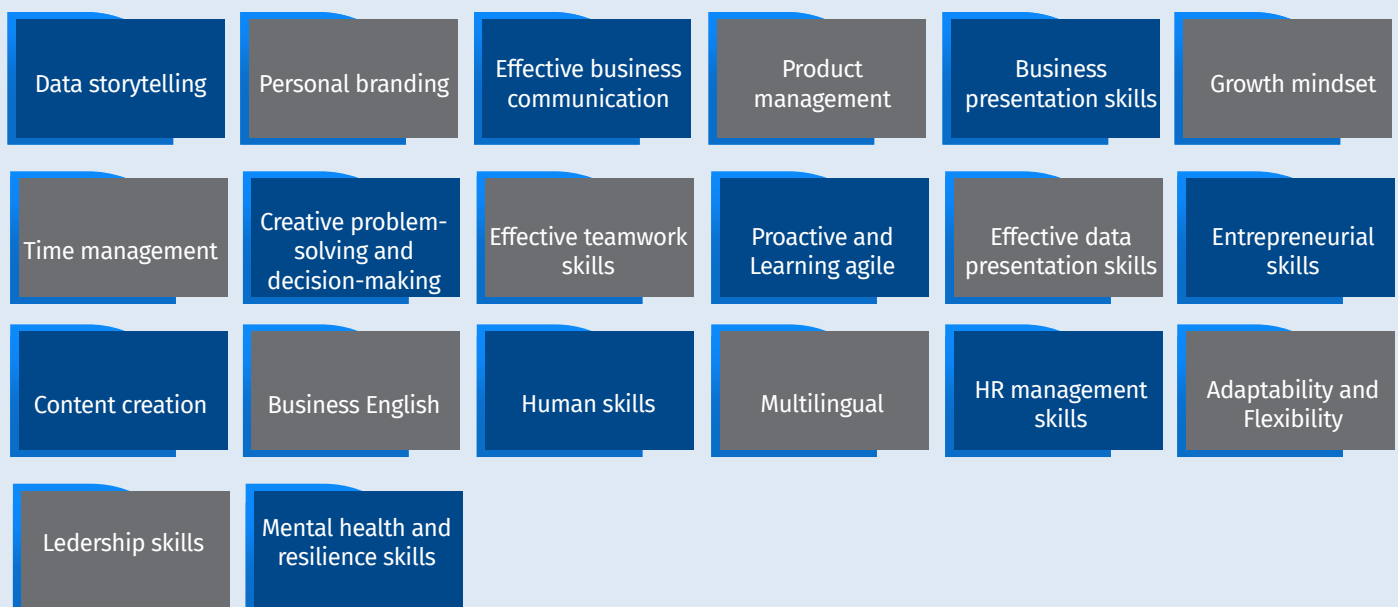 Data storytelling
Personal branding
Effective business
communication
Product
management
Business
presentation skills
Growth mindset
Time management
Creative problem-
solving and
decision-making
Effective teamwork
skills
Proactive and
Learning agile
Effective data
presentation skills
Entrepreneurial
skills
Content creation
Business English
Human skills
Multilingual
HR management
skills
Adaptability and
Flexibility
Ledership skills
Mental health and
resilience skills